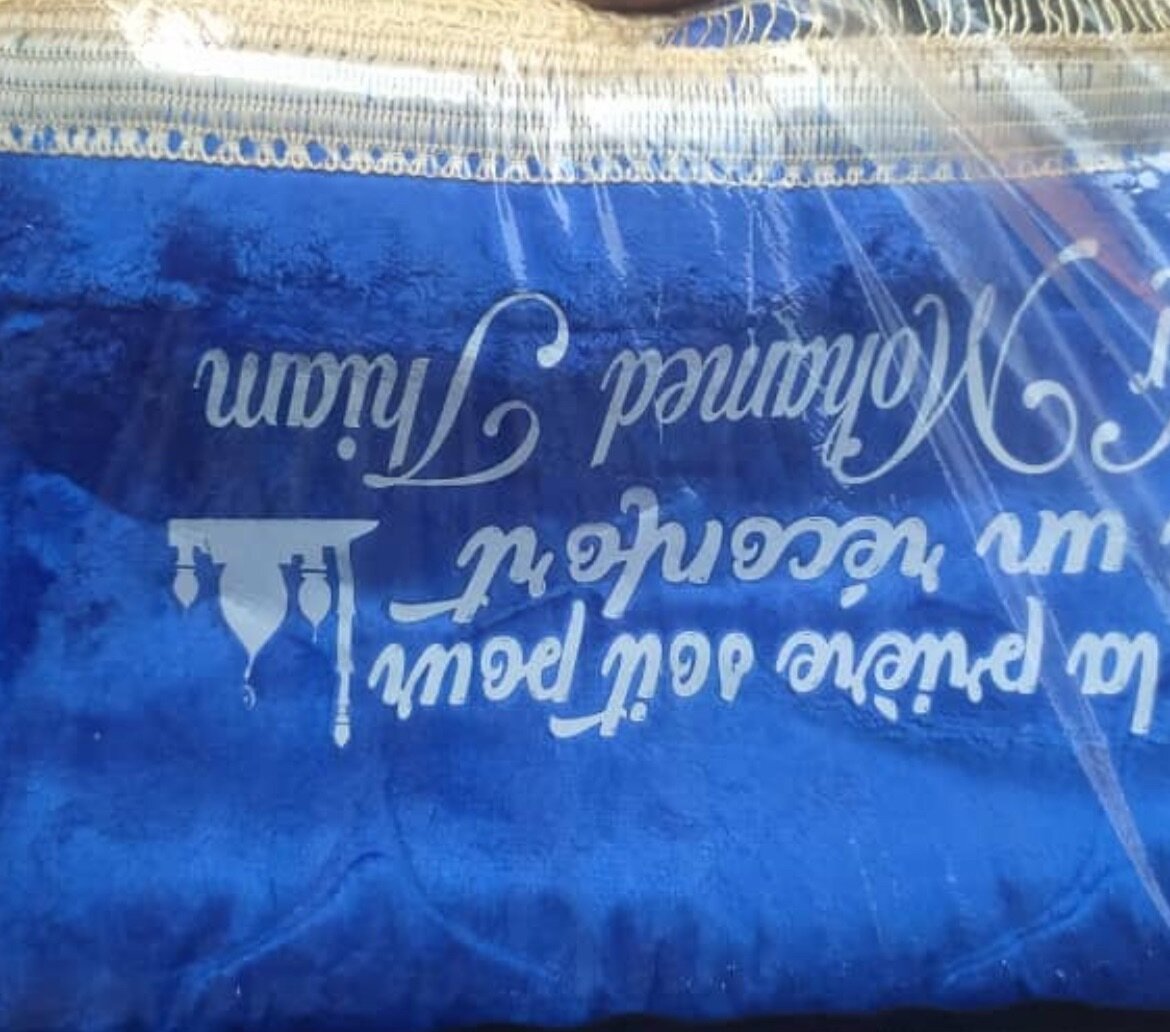 la prière soit pour
un réconfort
Mohamed Thiam